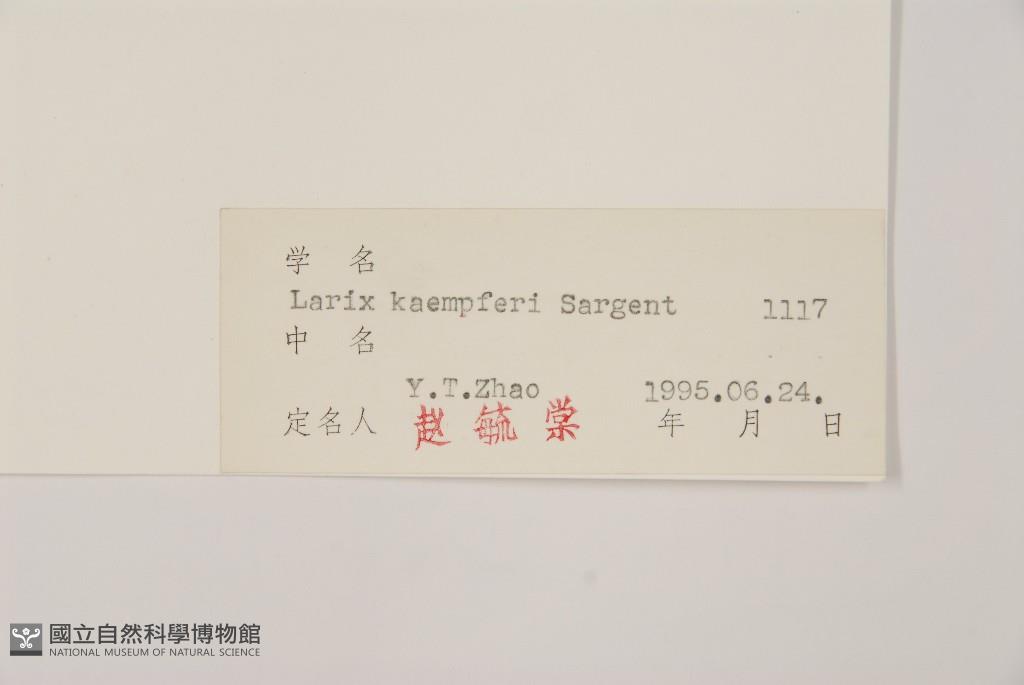 学 名
Larix kaempferi Sargent 1117
中 名
Y.T.Zhao 1995.06.24.
定名人 赵毓棠 年 月 日
國立自然科學博物館
NATIONAL MUSEUM OF NATURAL SCIENCE